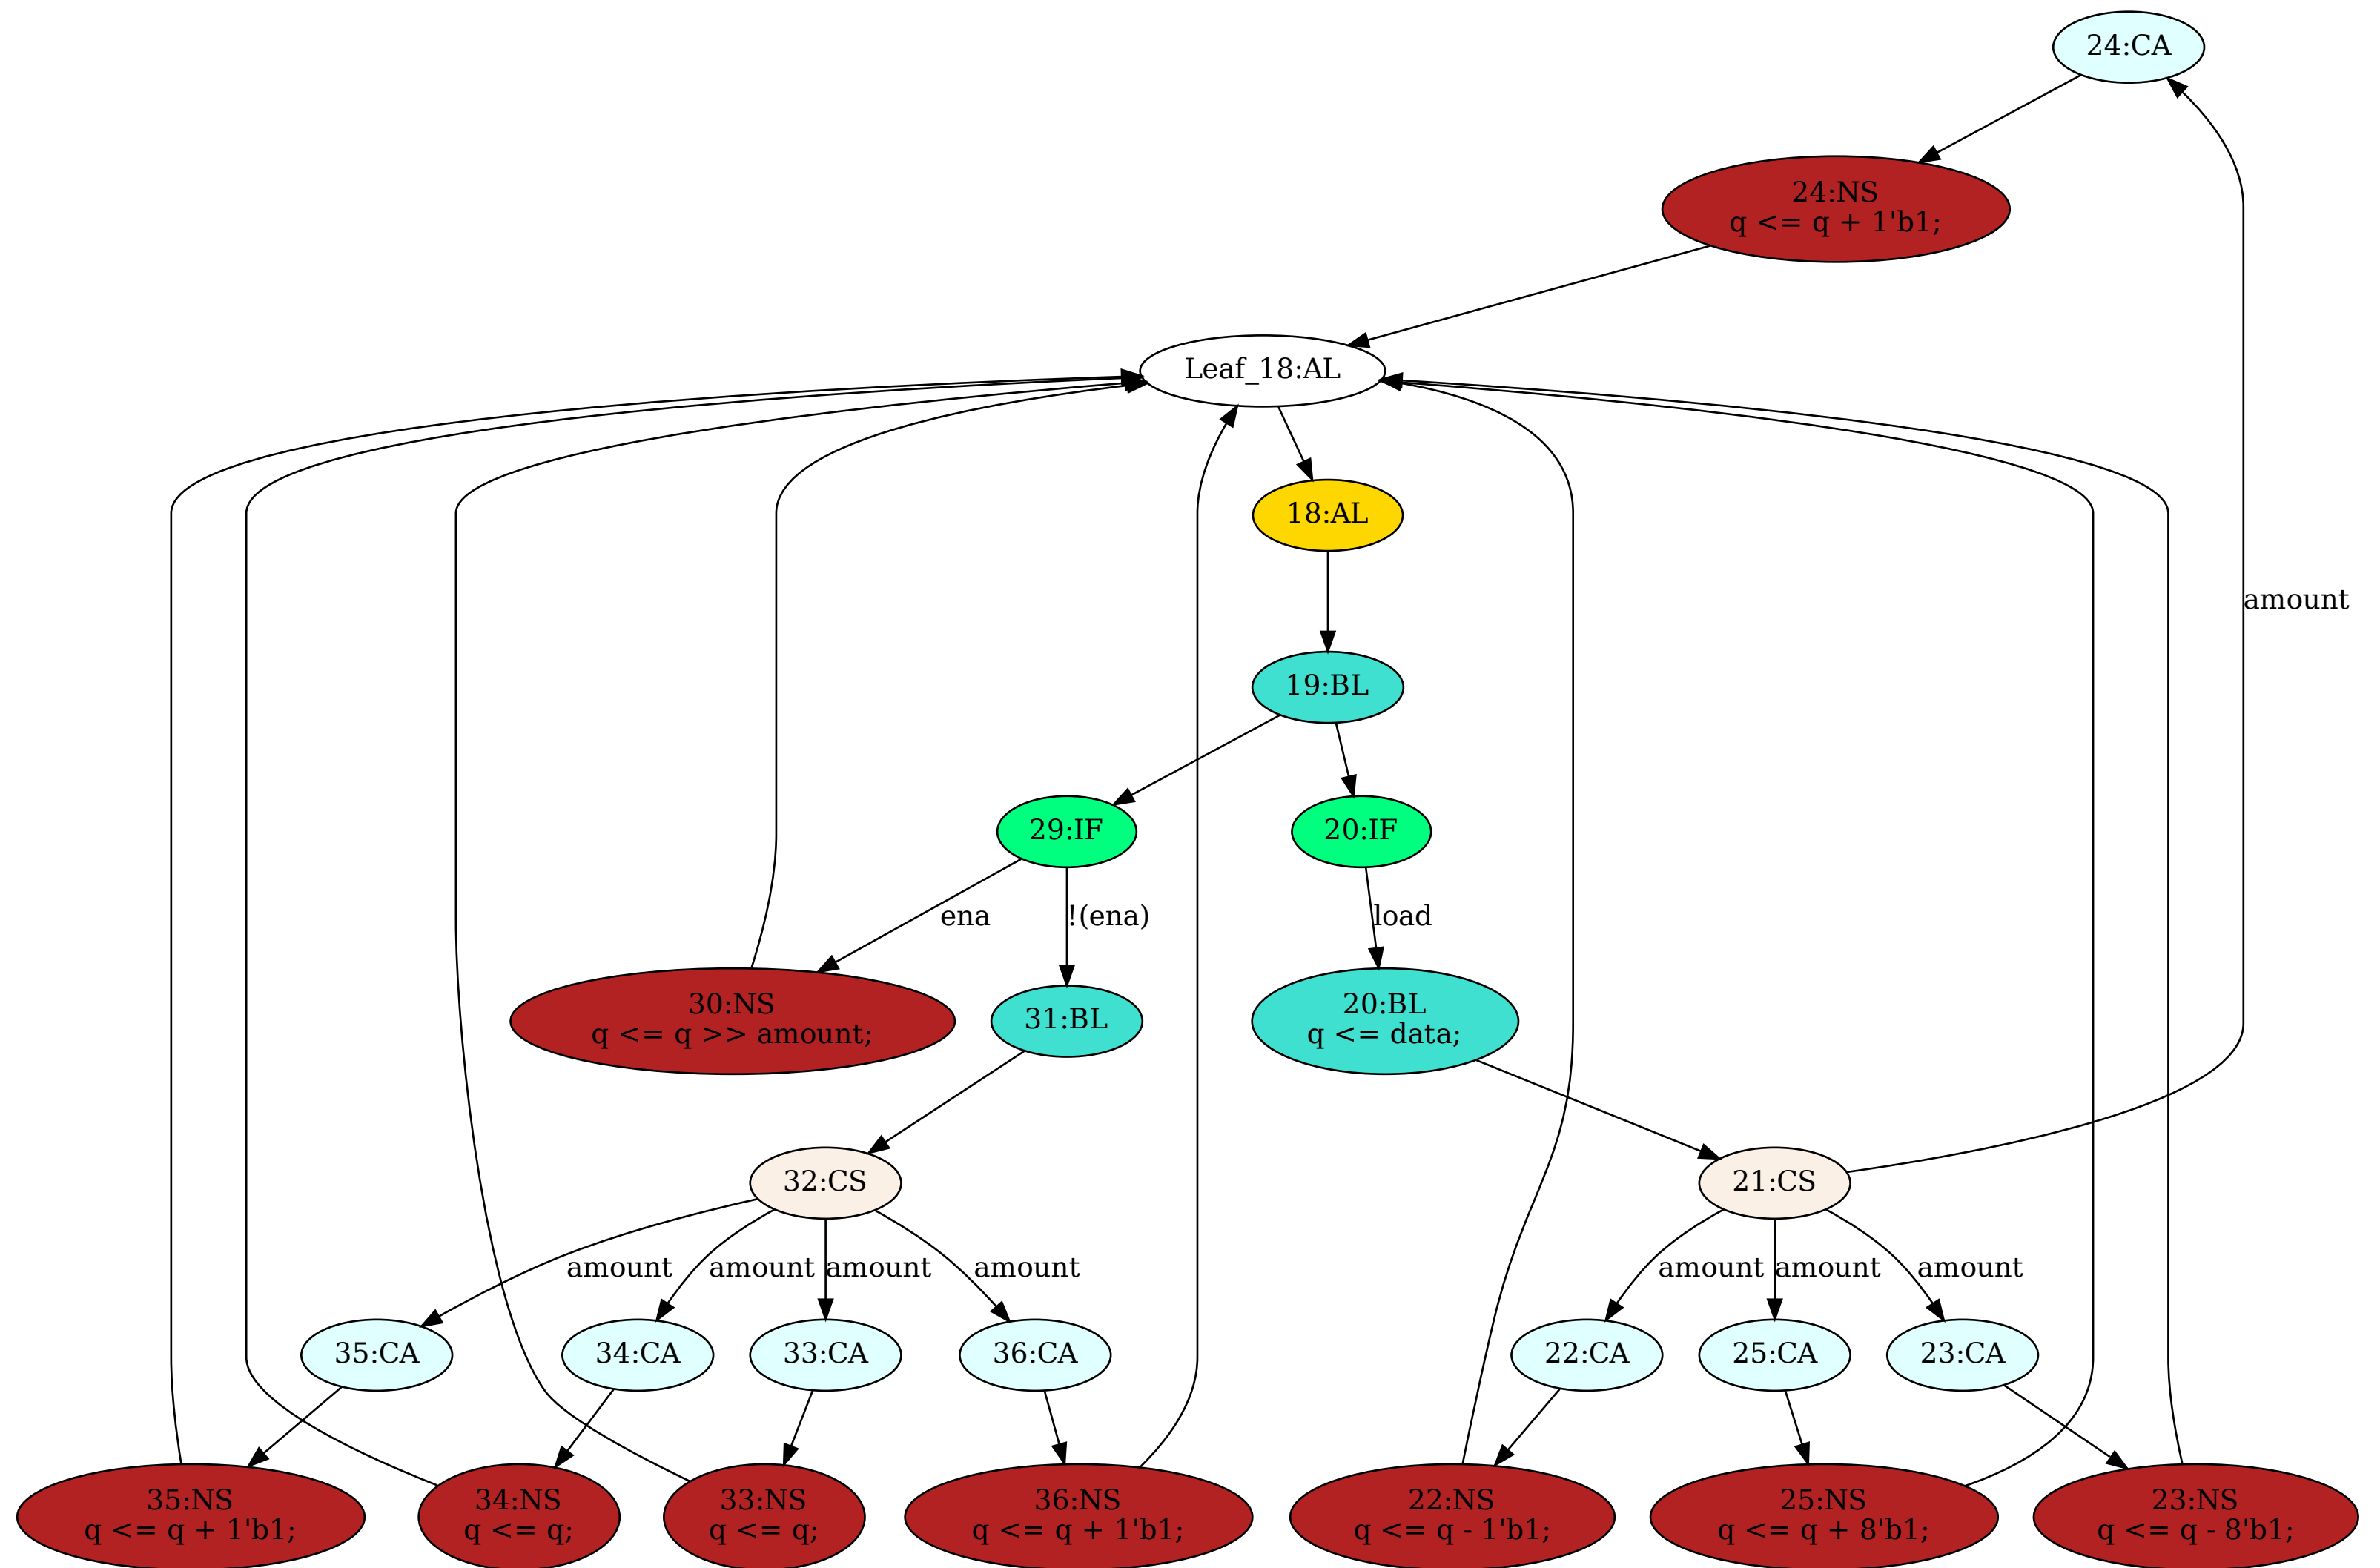 24:CA
24:NS
q <= q + 1'b1;
Leaf_18:AL
18:AL
amount
19:BL
29:IF
20:IF
ena
!(ena)
load
30:NS
q <= q >> amount;
31:BL
20:BL
q <= data;
32:CS
21:CS
amount
amount
amount
amount
amount
amount
amount
35:CA
34:CA
33:CA
36:CA
22:CA
25:CA
23:CA
35:NS
q <= q + 1'b1;
34:NS
q <= q;
33:NS
q <= q;
36:NS
q <= q + 1'b1;
22:NS
q <= q - 1'b1;
25:NS
q <= q + 8'b1;
23:NS
q <= q - 8'b1;